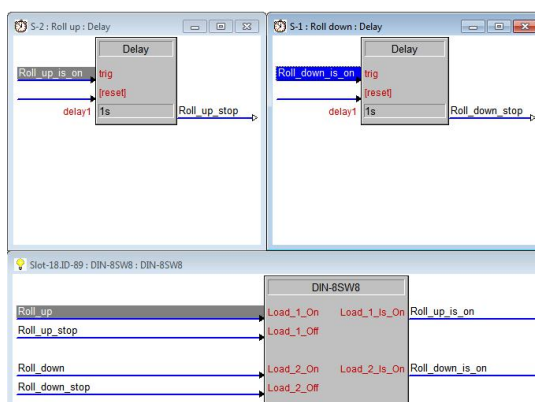 S-2 : Roll up : Delay
Delay
Roll_up_is_on
trig
[reset]
delay1
1s
Roll_up_stop
S-1 : Roll down : Delay
Delay
Roll_down_is_on
trig
[reset]
delay1
1s
Roll_down_stop
Slot-18.ID-89 : DIN-8SW8 : DIN-8SW8
DIN-8SW8
Roll_up
Load_1_On
Load_1_Is_On
Roll_up_is_on
Roll_up_stop
Load_1_Off
Roll_down
Load_2_On
Load_2_Is_On
Roll_down_is_on
Roll_down_stop
Load_2_Off